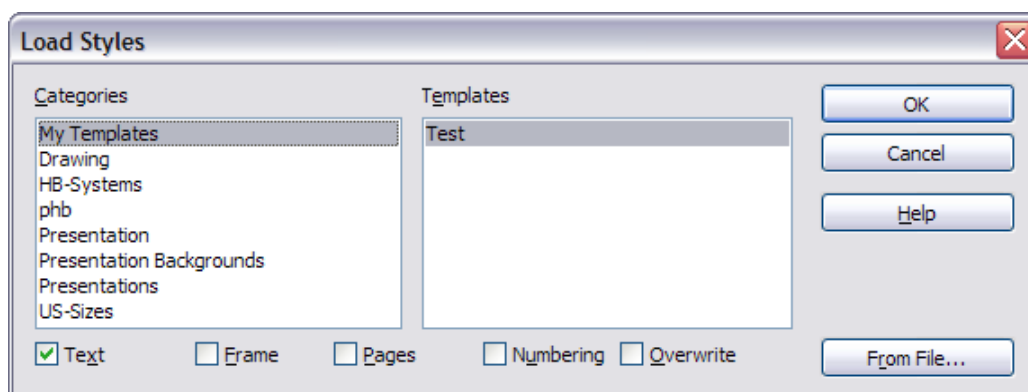 Load Styles
Categories
Templates
My Templates
Drawing
HB-Systems
phb
Presentation
Presentation Backgrounds
Presentations
US-Sizes
Test
OK
Cancel
Help
Text Frame Pages Numbering Overwrite
From File...